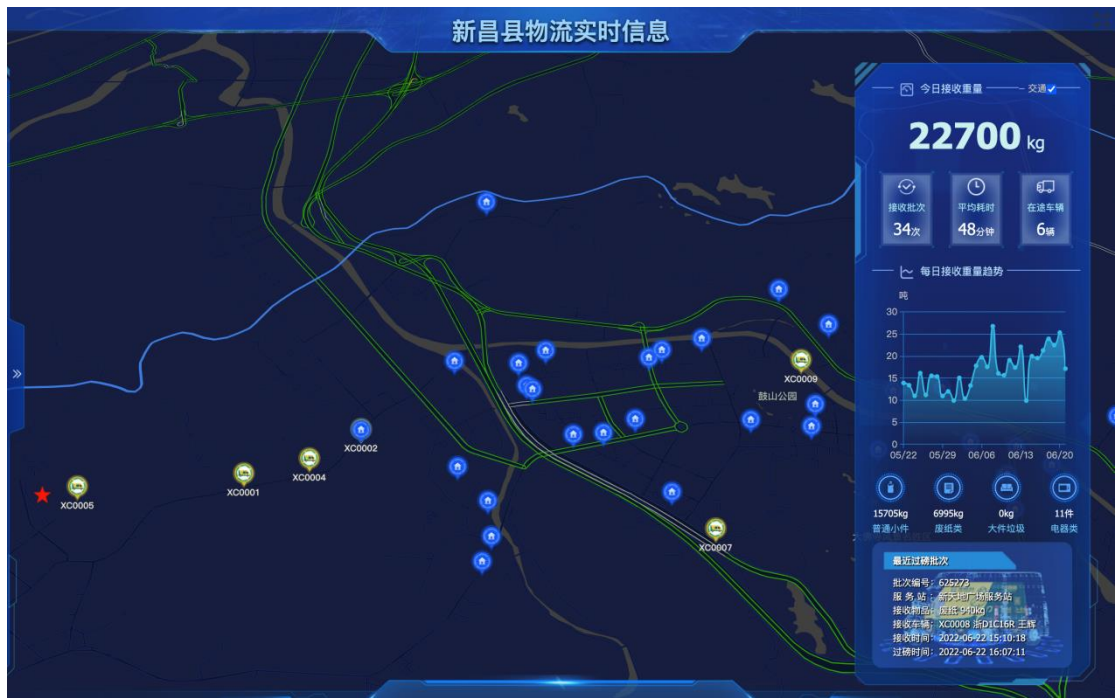 新昌县物流实时信息
今日接收重量
交通
22700 kg
接收批次
平均耗时
在途车辆
34次
48分钟
6辆
每日接收重量趋势
吨
30
25
20
15
10
5
0
05/22 05/29 06/06 06/13 06/20
15705kg 6995kg 0kg 11件
普通小件 废纸类 大件垃圾 电器类
最近过磅批次
批次编号：625273
服 务 站：新天地广场服务站
接收物品：废纸 940kg
接收车辆：XC0008 浙D1C16R 王辉
接收时间：2022-06-22 15:10:18
过磅时间：2022-06-22 16:07:11
XC0009
鼓山公园
XC0002
XC0004
XC0001
XC0005
XC0007